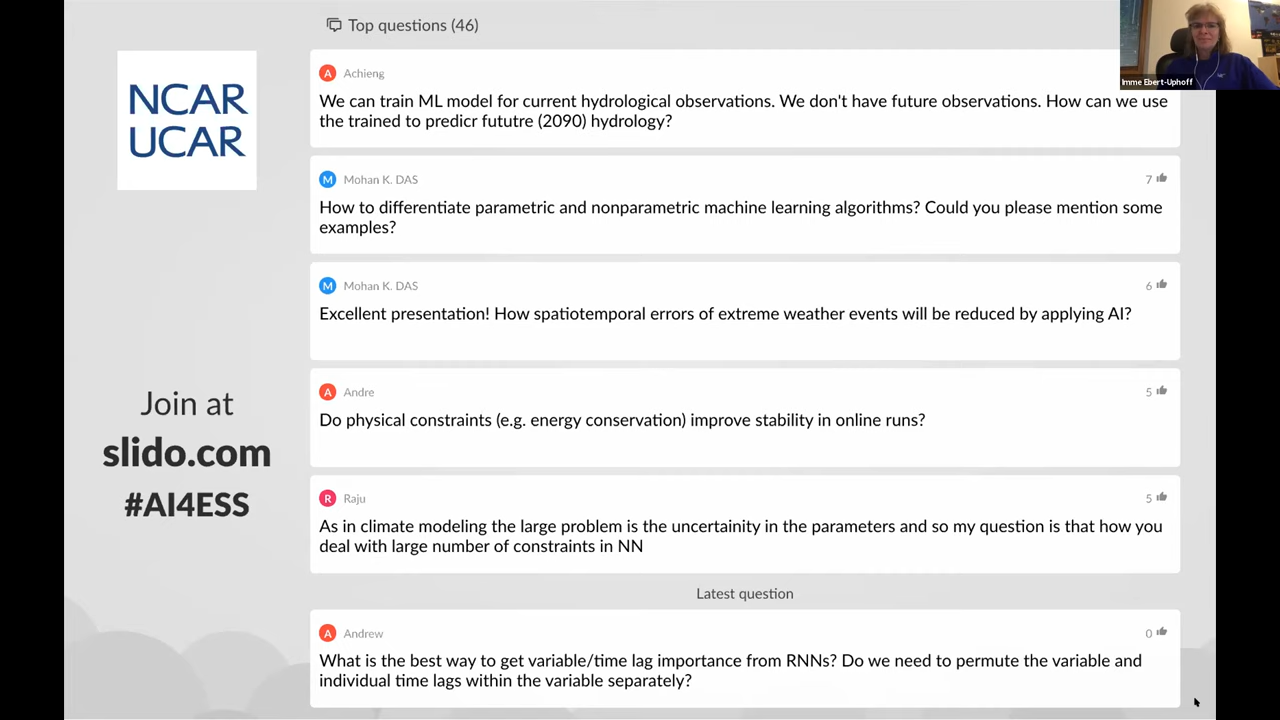 Top questions (46)
Imme Ebert-Uphoff
NCAR
UCAR
A Achieng
We can train ML model for current hydrological observations. We don't have future observations. How can we use
the trained to predicr fututre (2090) hydrology?
M Mohan K. DAS 7
How to differentiate parametric and nonparametric machine learning algorithms? Could you please mention some
examples?
M Mohan K. DAS 6
Excellent presentation! How spatiotemporal errors of extreme weather events will be reduced by applying AI?
A Andre 5
Do physical constraints (e.g. energy conservation) improve stability in online runs?
Join at
slido.com
#AI4ESS
R Raju 5
As in climate modeling the large problem is the uncertainity in the parameters and so my question is that how you
deal with large number of constraints in NN
Latest question
A Andrew 0
What is the best way to get variable/time lag importance from RNNs? Do we need to permute the variable and
individual time lags within the variable separately?